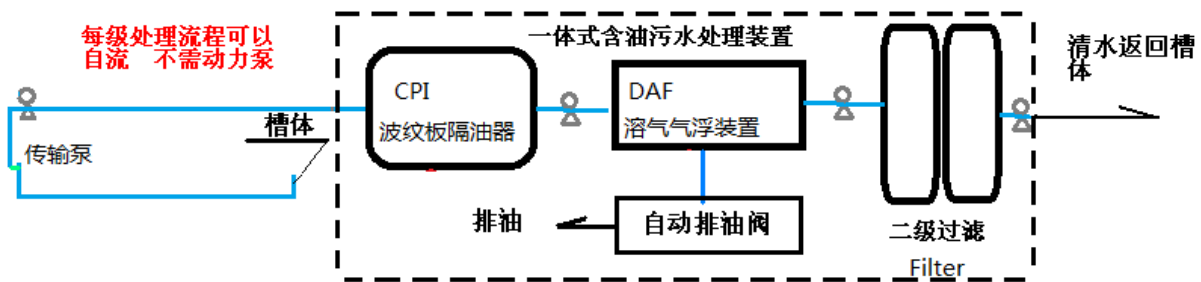 每级处理流程可以
自流 不需动力泵
一体式含油污水处理装置
清水返回槽
体
CPI
波纹板隔油器
DAF
溶气气浮装置
槽体
传输泵
排油
自动排油阀
二级过滤
Filter